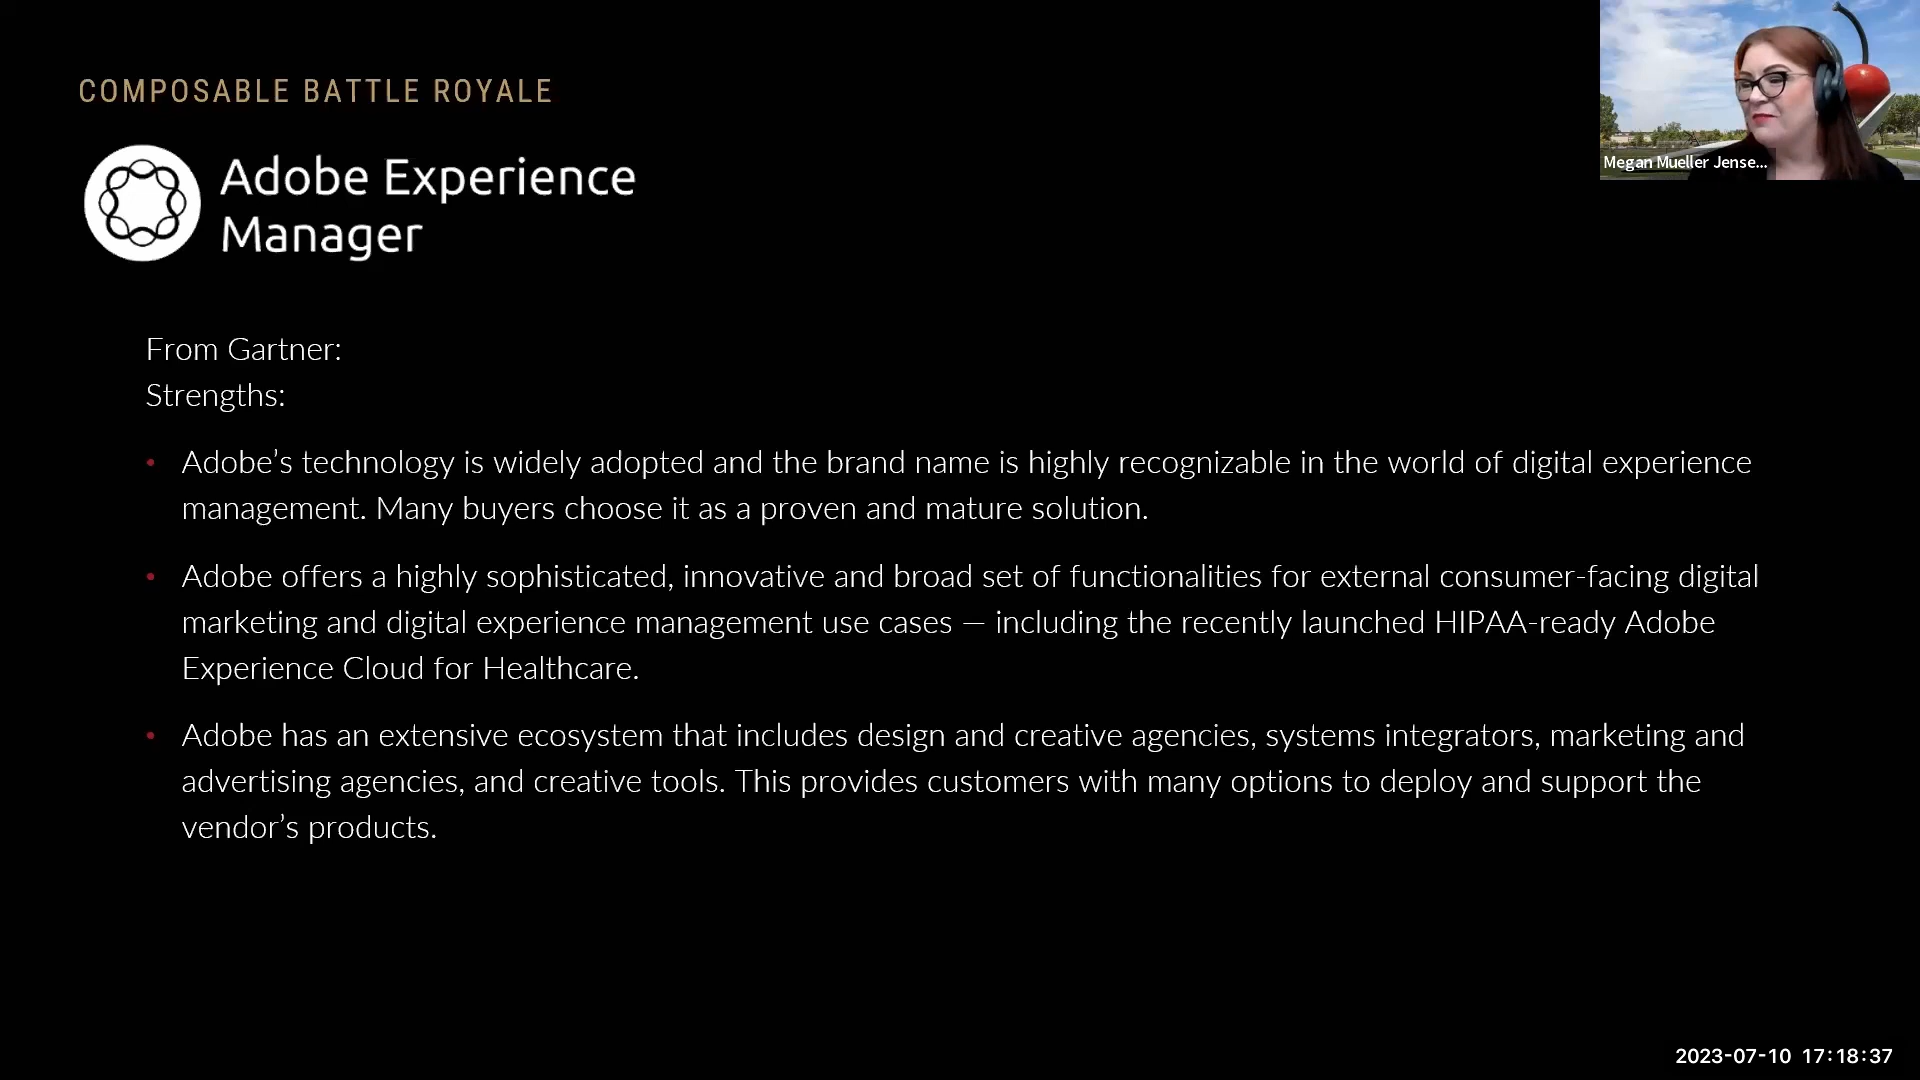 COMPOSABLE BATTLE ROYALE
Adobe Experience
Manager
Megan Mueller Jense...
From Gartner:
Strengths:
• Adobe’s technology is widely adopted and the brand name is highly recognizable in the world of digital experience
management. Many buyers choose it as a proven and mature solution.
• Adobe offers a highly sophisticated, innovative and broad set of functionalities for external consumer-facing digital
marketing and digital experience management use cases — including the recently launched HIPAA-ready Adobe
Experience Cloud for Healthcare.
• Adobe has an extensive ecosystem that includes design and creative agencies, systems integrators, marketing and
advertising agencies, and creative tools. This provides customers with many options to deploy and support the
vendor’s products.
2023-07-10 17:18:37